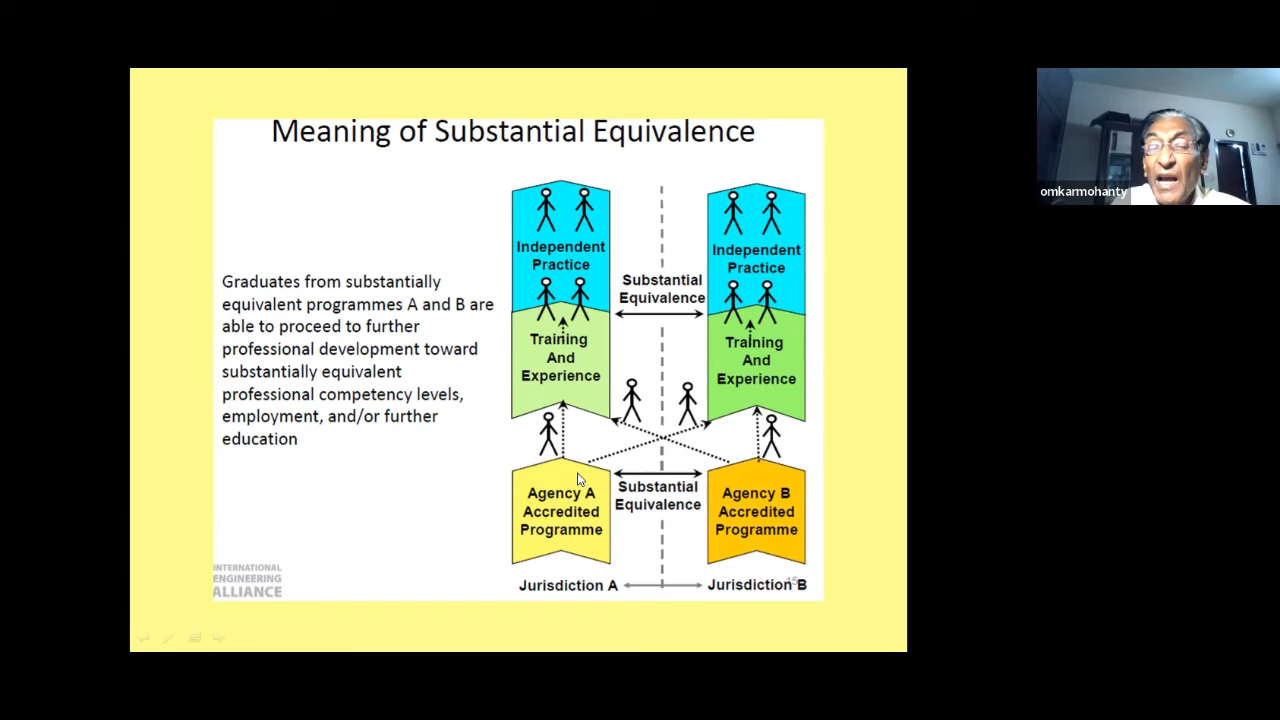 Meaning of Substantial Equivalence
Graduates from substantially
equivalent programmes A and B are
able to proceed to further
professional development toward
substantially equivalent
professional competency levels,
employment, and/or further
education
Independent
Practice
Substantial
Equivalence
Independent
Practice
Training
And
Experience
Training
And
Experience
Agency A
Accredited
Programme
Substantial
Equivalence
Agency B
Accredited
Programme
Jurisdiction A
Jurisdiction B
15
INTERNATIONAL
ENGINEERING
ALLIANCE
omkarmohanty